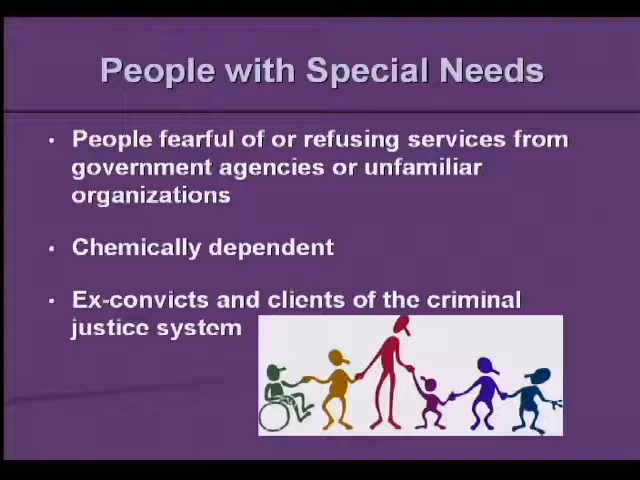 People with Special Needs
• People fearful of or refusing services from
government agencies or unfamiliar
organizations
• Chemically dependent
• Ex-convicts and clients of the criminal
justice system